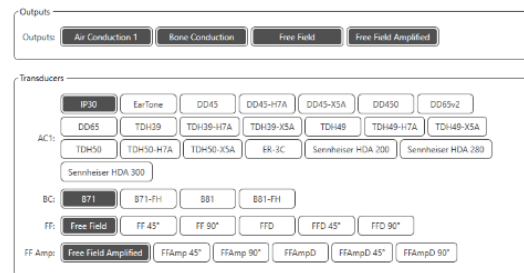 Outputs
Outputs: Air Conduction 1 Bone Conduction Free Field Free Field Amplified
Transducers
IP30 EarTone DD45 DD45-H7A DD45-X5A DD450 DD65v2
DD65 TDH39 TDH39-H7A TDH39-X5A TDH49 TDH49-H7A TDH49-X5A
AC1:
TDH50 TDH50-H7A TDH50-X5A ER-3C Sennheiser HDA 200 Sennheiser HDA 280
Sennheiser HDA 300
BC: B71 B71-FH B81 B81-FH
FF: Free Field FF 45° FF 90° FFD FFD 45° FFD 90°
FF Amp: Free Field Amplified FFAmp 45° FFAmp 90° FFAmpD FFAmpD 45° FFAmpD 90°